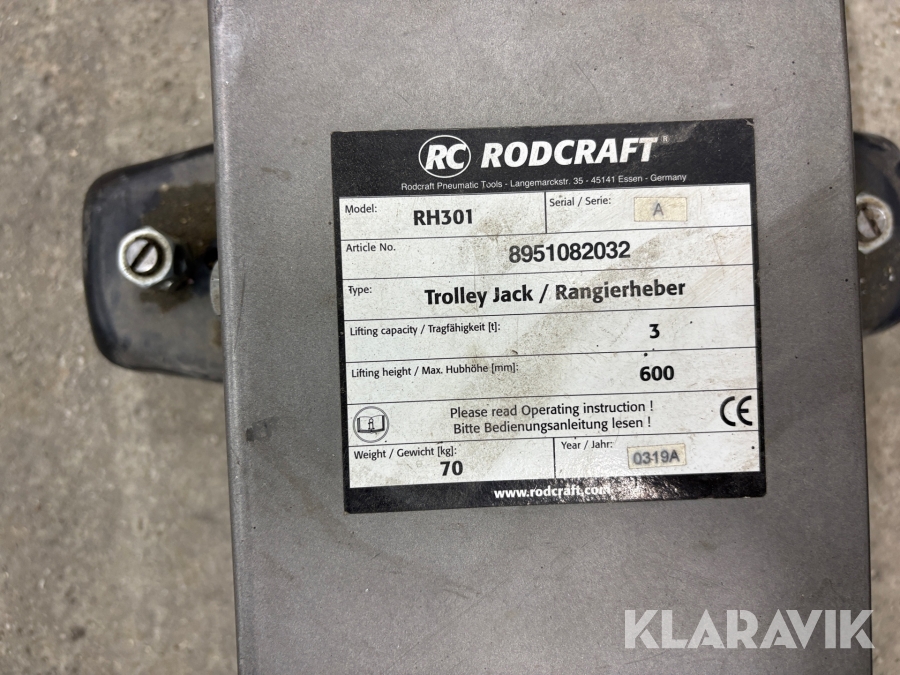 RC RODCRAFT®
Rodcraft Pneumatic Tools - Langemarckstr. 35 - 45141 Essen - Germany
Model: RH301 Serial / Serie: A
Article No. 8951082032
Type: Trolley Jack / Rangierheber
Lifting capacity / Tragfähigkeit [t]: 3
Lifting height / Max. Hubhöhe [mm]: 600
Please read Operating instruction !
Bitte Bedienungsanleitung lesen !
CE
Weight / Gewicht [kg]: 70 Year / Jahr: 0319A
www.rodcraft.com
KLARAVIK